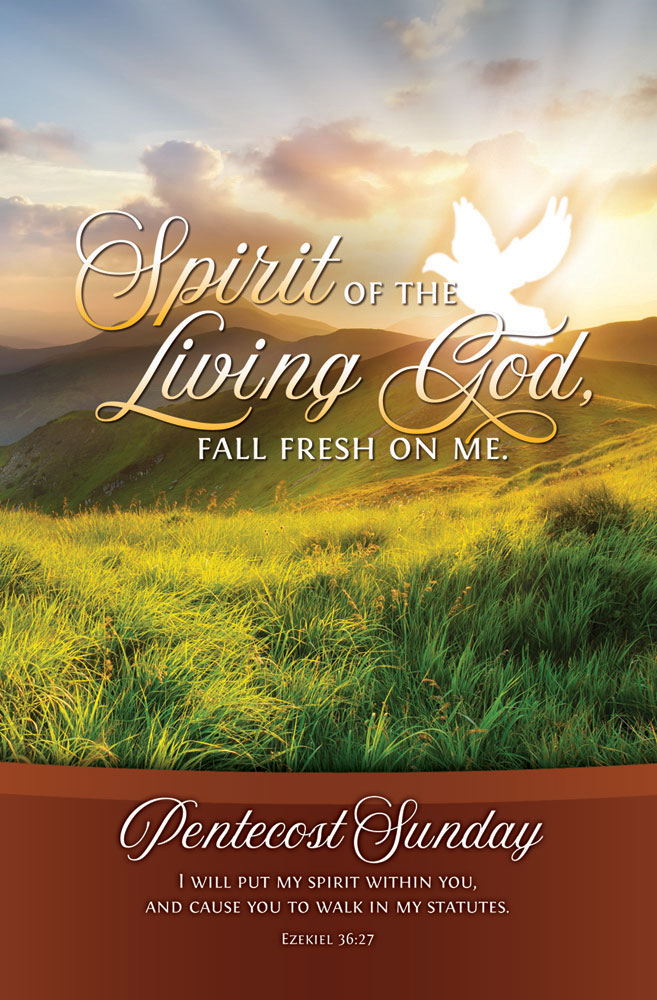 Spirit OF THE
Living God,
FALL FRESH ON ME.
Pentecost Sunday
I WILL PUT MY SPIRIT WITHIN YOU,
AND CAUSE YOU TO WALK IN MY STATUTES.
EZEKIEL 36:27